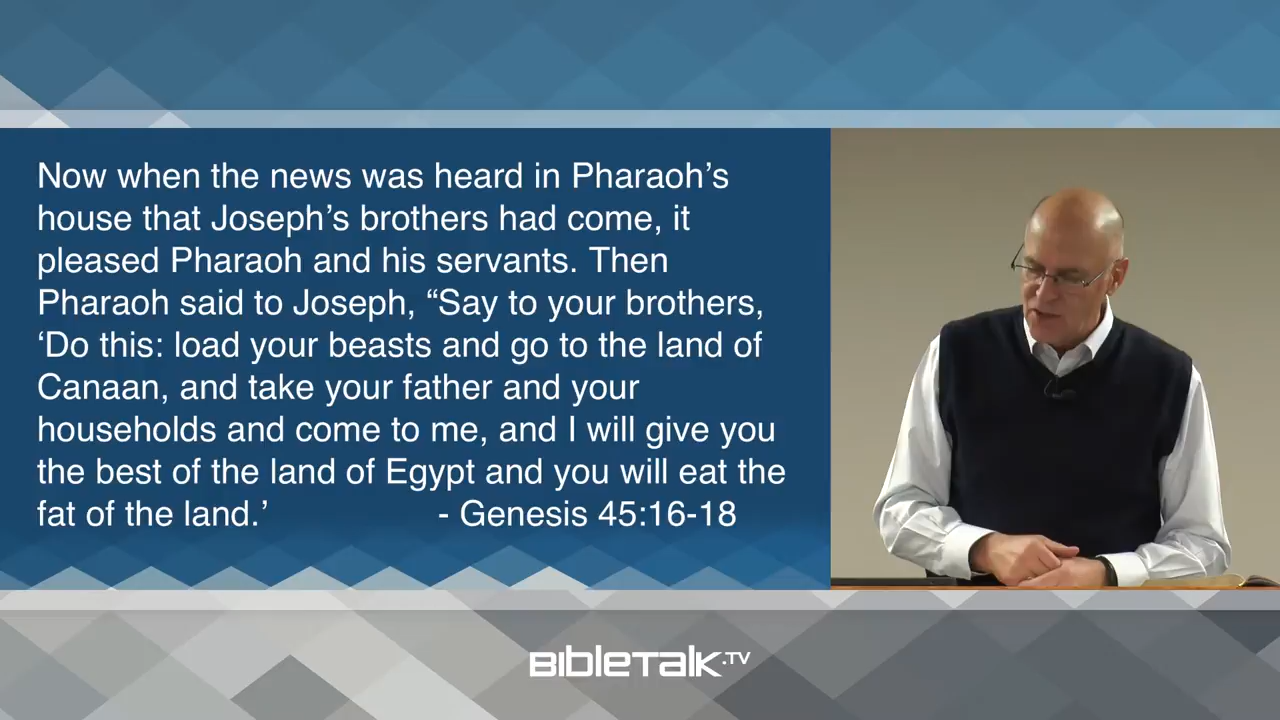 Now when the news was heard in Pharaoh’s
house that Joseph’s brothers had come, it
pleased Pharaoh and his servants. Then
Pharaoh said to Joseph, “Say to your brothers,
‘Do this: load your beasts and go to the land of
Canaan, and take your father and your
households and come to me, and I will give you
the best of the land of Egypt and you will eat the
fat of the land.’ - Genesis 45:16-18
BIBLETALK.TV